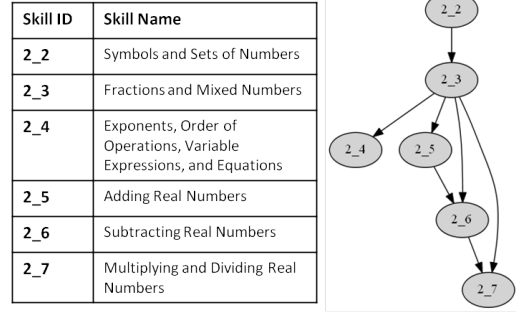 Skill ID Skill Name
2_2 Symbols and Sets of Numbers
2_3 Fractions and Mixed Numbers
2_4 Exponents, Order of
Operations, Variable
Expressions, and Equations
2_5 Adding Real Numbers
2_6 Subtracting Real Numbers
2_7 Multiplying and Dividing Real
Numbers
2_2
2_3
2_4 2_5
2_6
2_7